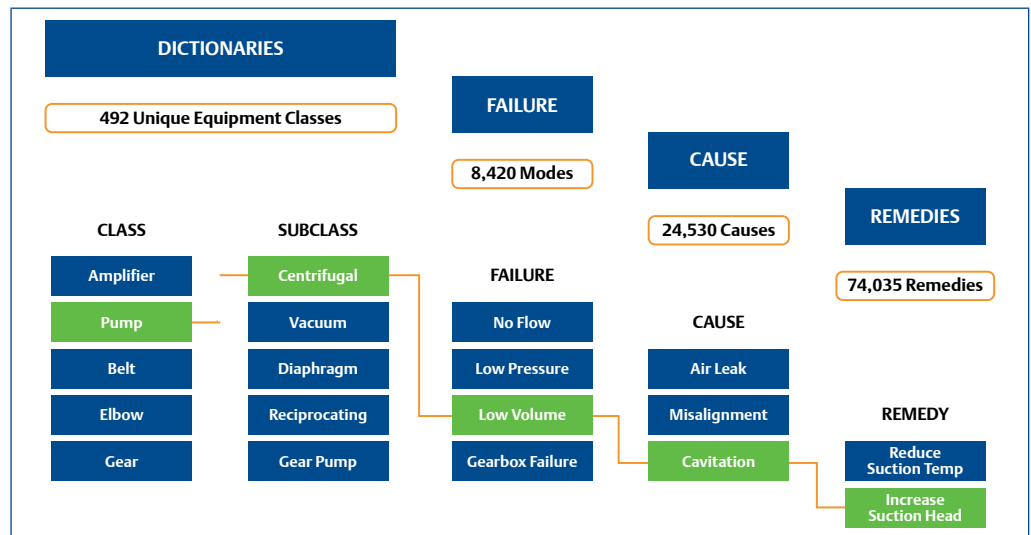 DICTIONARIES
492 Unique Equipment Classes
FAILURE
8,420 Modes
CAUSE
24,530 Causes
REMEDIES
74,035 Remedies
CLASS
Amplifier
Pump
Belt
Elbow
Gear
SUBCLASS
Centrifugal
Vacuum
Diaphragm
Reciprocating
Gear Pump
FAILURE
No Flow
Low Pressure
Low Volume
Gearbox Failure
CAUSE
Air Leak
Misalignment
Cavitation
REMEDY
Reduce
Suction Temp
Increase
Suction Head